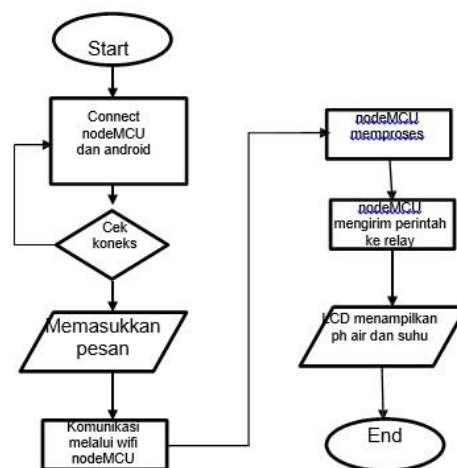 Start
Connect
nodeMCU
dan android
Cek
koneks
Memasukkan
pesan
Komunikasi
melalui wifi
nodeMCU
nodeMCU
memproses
nodeMCU
mengirim perintah
ke relay
LCD menampilkan
ph air dan suhu
End